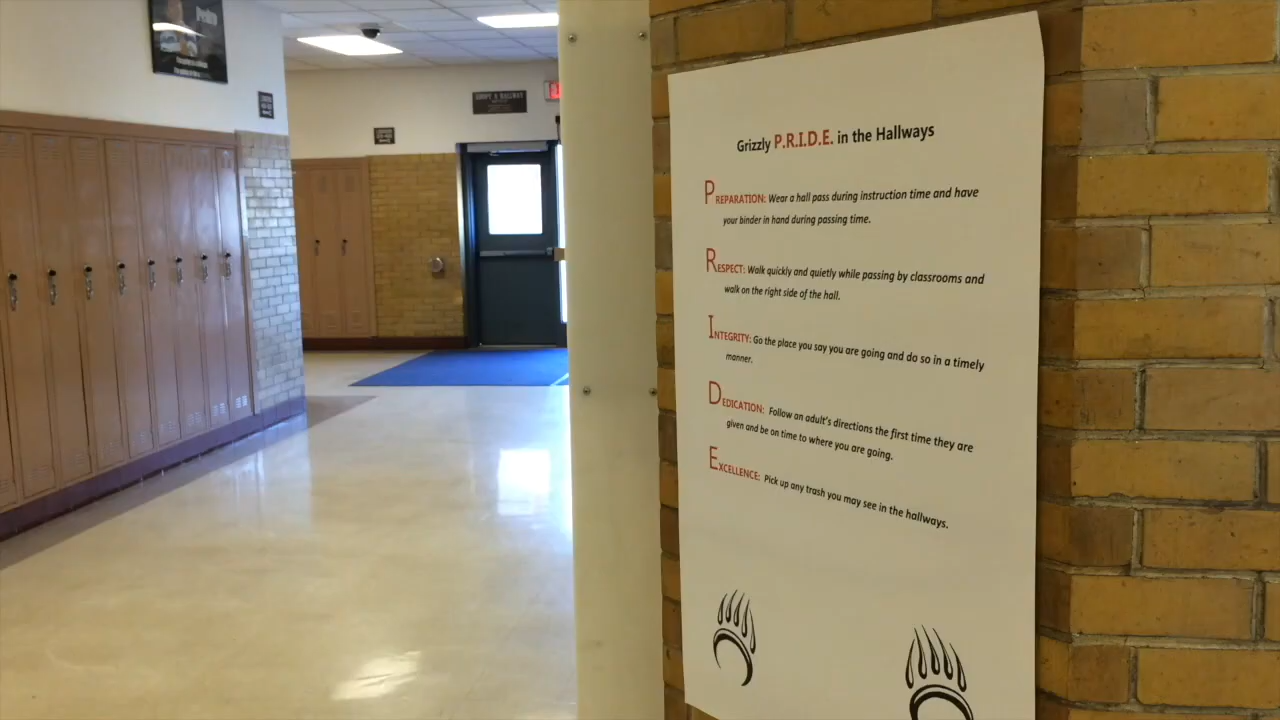 Grizzly P.R.I.D.E. in the Hallways
PREPARATION: Wear a hall pass during instruction time and have
your binder in hand during passing time.
RESPECT: Walk quickly and quietly while passing by classrooms and
walk on the right side of the hall.
INTEGRITY: Go the place you say you are going and do so in a timely
manner.
DEDICATION: Follow an adult's directions the first time they are
given and be on time to where you are going.
EXCELLENCE: Pick up any trash you may see in the hallways.
ADOPT A HALLWAY